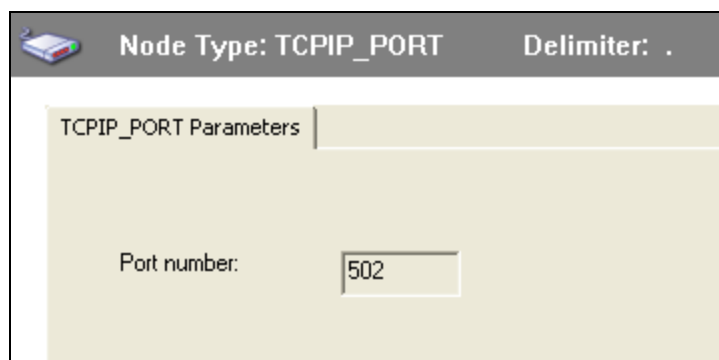 Node Type: TCPIP_PORT Delimiter: .
TCPIP_PORT Parameters
Port number: 502